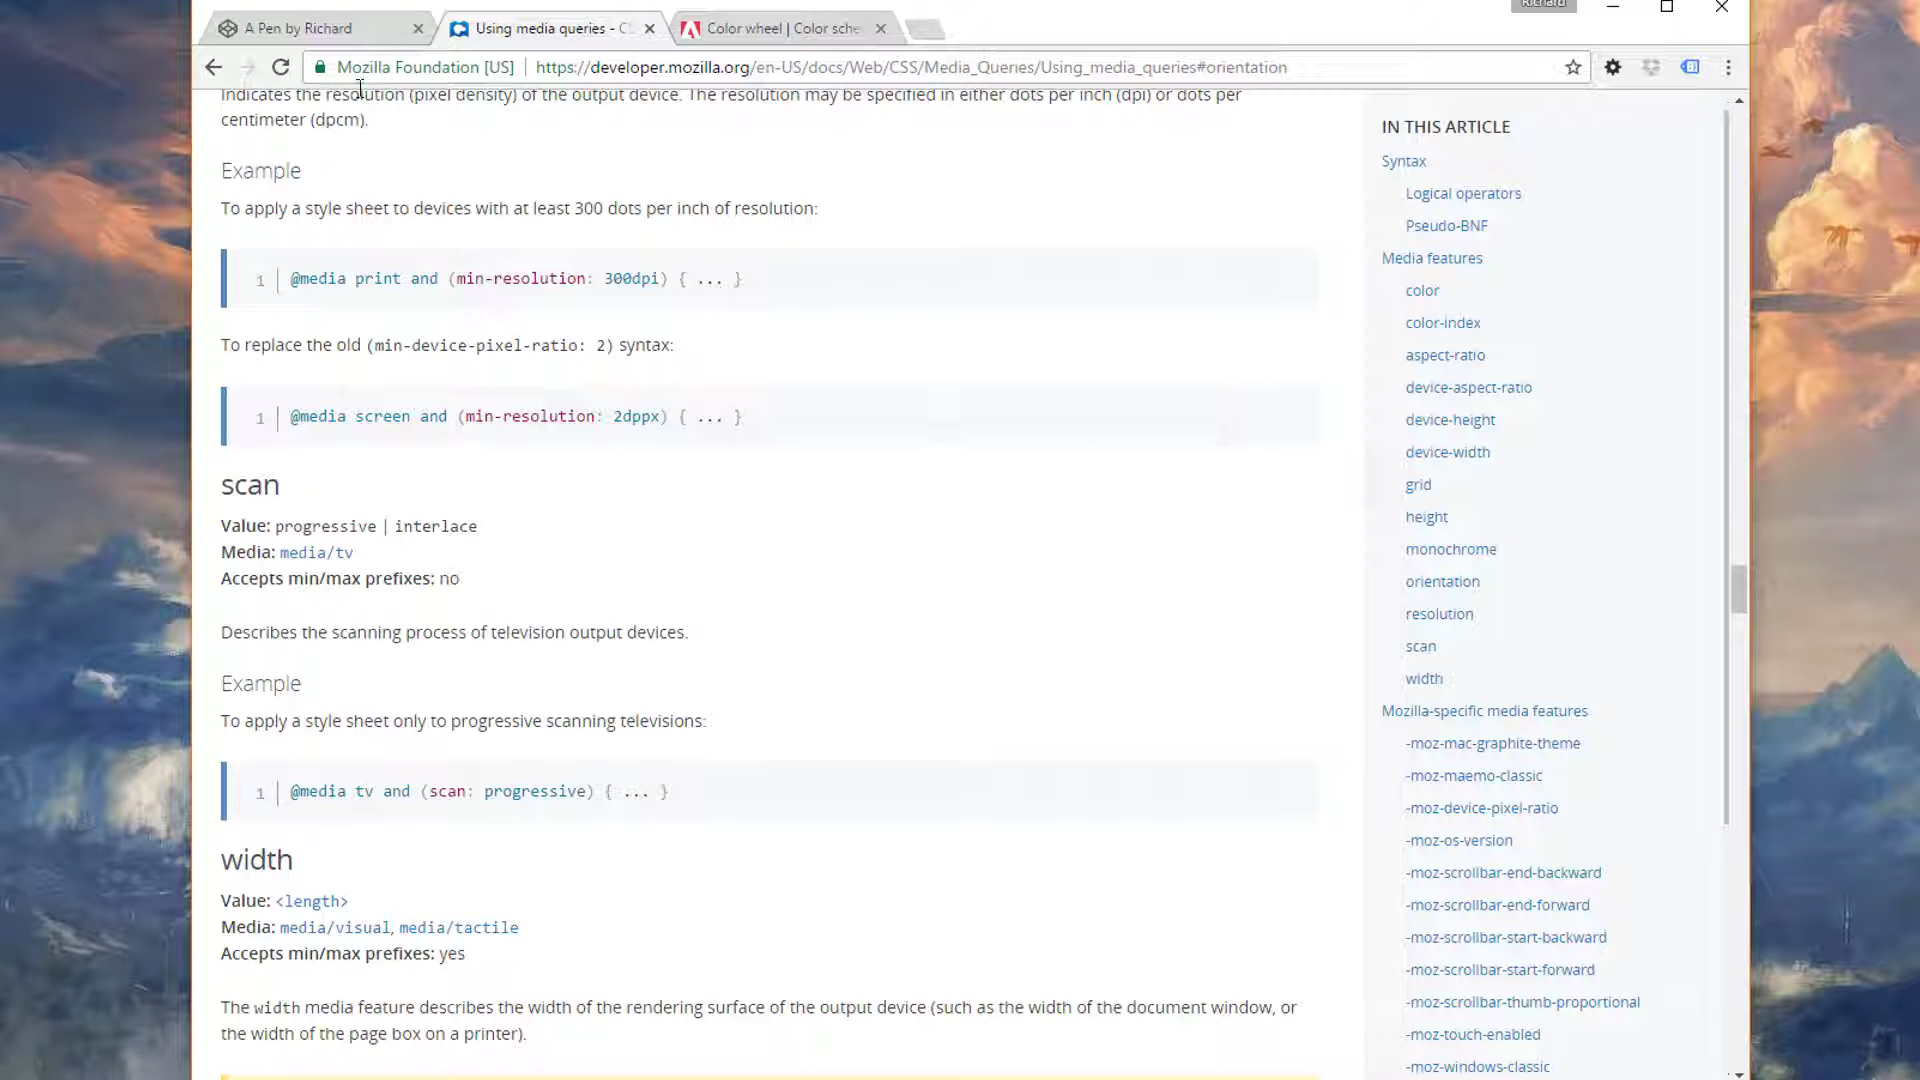 Richard
A Pen by Richard
Using media queries - CS
Color wheel | Color sche
Mozilla Foundation [US]
https://developer.mozilla.org/en-US/docs/Web/CSS/Media_Queries/Using_media_queries#orientation
Indicates the resolution (pixel density) of the output device. The resolution may be specified in either dots per inch (dpi) or dots per
centimeter (dpcm).
Example
To apply a style sheet to devices with at least 300 dots per inch of resolution:
1 @media print and (min-resolution: 300dpi) { ... }
To replace the old (min-device-pixel-ratio: 2) syntax:
1 @media screen and (min-resolution: 2dppx) { ... }
scan
Value: progressive | interlace
Media: media/tv
Accepts min/max prefixes: no
Describes the scanning process of television output devices.
Example
To apply a style sheet only to progressive scanning televisions:
1 @media tv and (scan: progressive) { ... }
width
Value: <length>
Media: media/visual, media/tactile
Accepts min/max prefixes: yes
The width media feature describes the width of the rendering surface of the output device (such as the width of the document window, or
the width of the page box on a printer).
IN THIS ARTICLE
Syntax
Logical operators
Pseudo-BNF
Media features
color
color-index
aspect-ratio
device-aspect-ratio
device-height
device-width
grid
height
monochrome
orientation
resolution
scan
width
Mozilla-specific media features
-moz-mac-graphite-theme
-moz-maemo-classic
-moz-device-pixel-ratio
-moz-os-version
-moz-scrollbar-end-backward
-moz-scrollbar-end-forward
-moz-scrollbar-start-backward
-moz-scrollbar-start-forward
-moz-scrollbar-thumb-proportional
-moz-touch-enabled
-moz-windows-classic